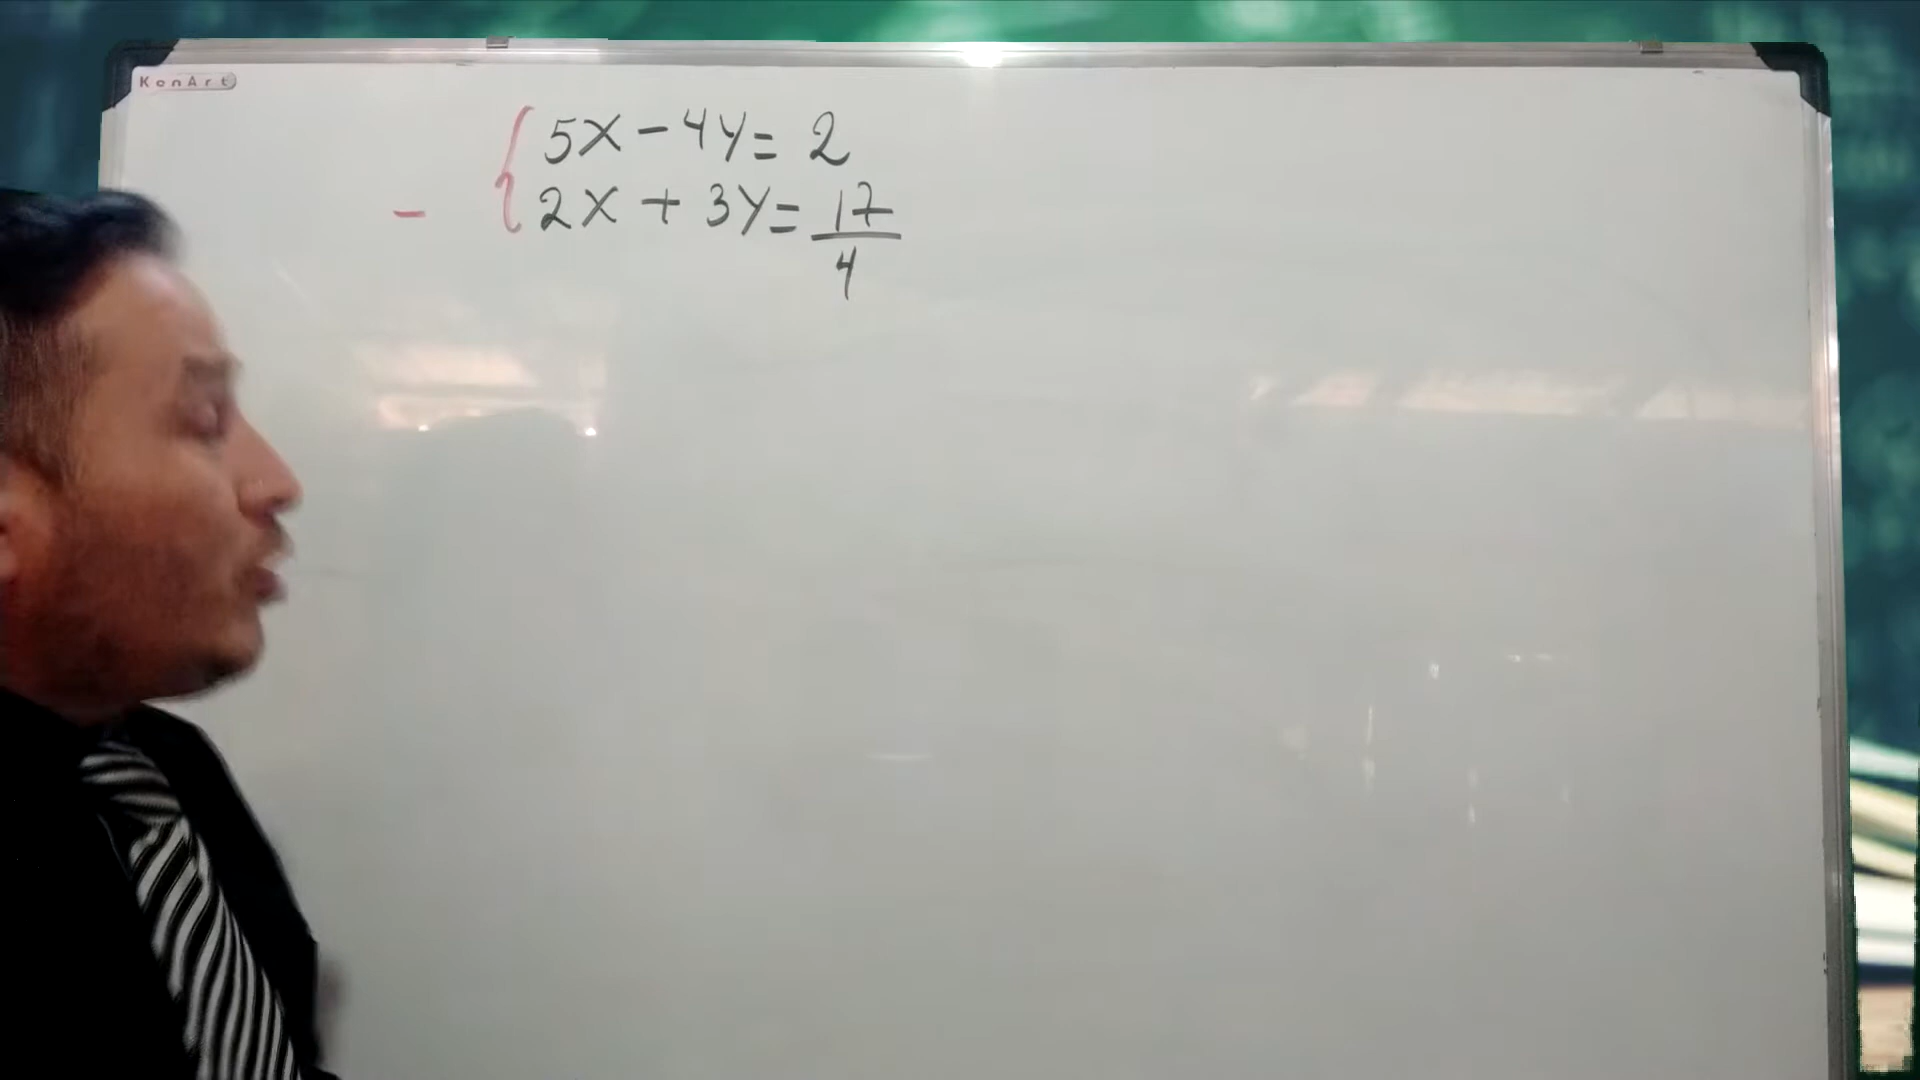 KonArt
5x - 4y = 2
- { 2x + 3y = 17/4